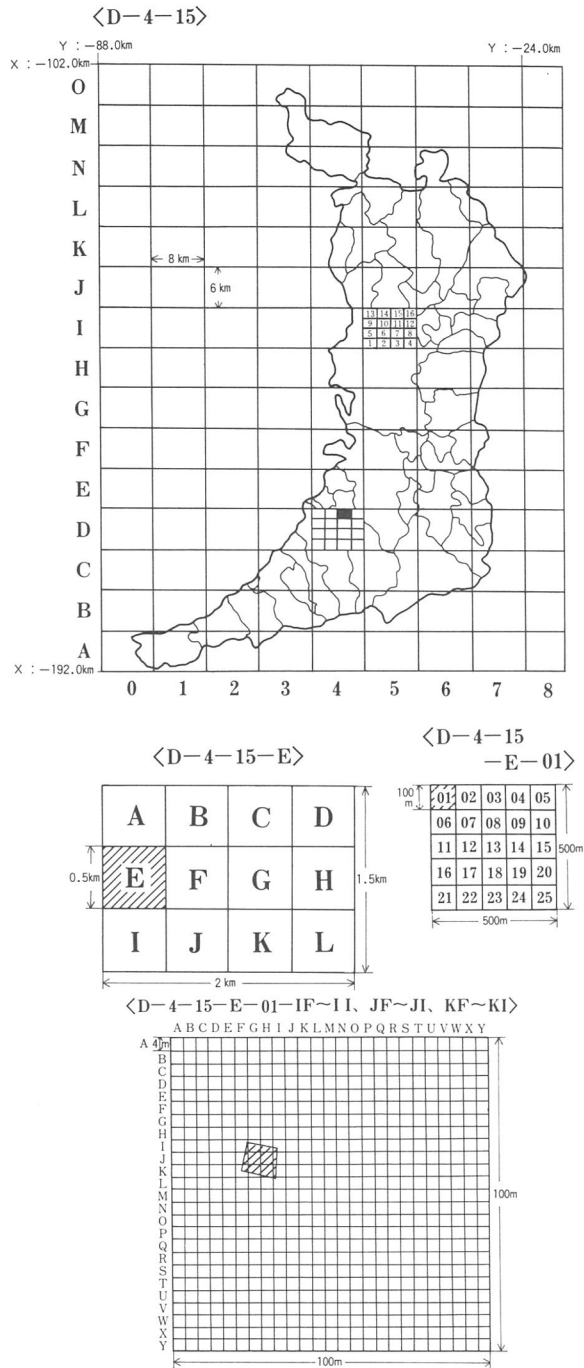 〈D－4－15〉
Y：－88.0km
Y：－24.0km
X：－102.0km
O
M
N
L
K
8 km
J
6 km
13 14 15 16
9 10 11 12
I
5 6 7 8
1 2 3 4
H
G
F
E
D
C
B
A
X：－192.0km
0 1 2 3 4 5 6 7 8
〈D－4－15－E〉
A B C D
0.5km
E F G H
1.5km
I J K L
2 km
〈D－4－15
－E－01〉
100
m
01 02 03 04 05
06 07 08 09 10
11 12 13 14 15
500m
16 17 18 19 20
21 22 23 24 25
500m
〈D－4－15－E－01－IF～II、JF～JI、KF～KI〉
A B C D E F G H I J K L M N O P Q R S T U V W X Y
A 4m
B
C
D
E
F
G
H
I
J
K
L
M
N
O
P
Q
R
S
T
U
V
W
X
Y
100m
100m